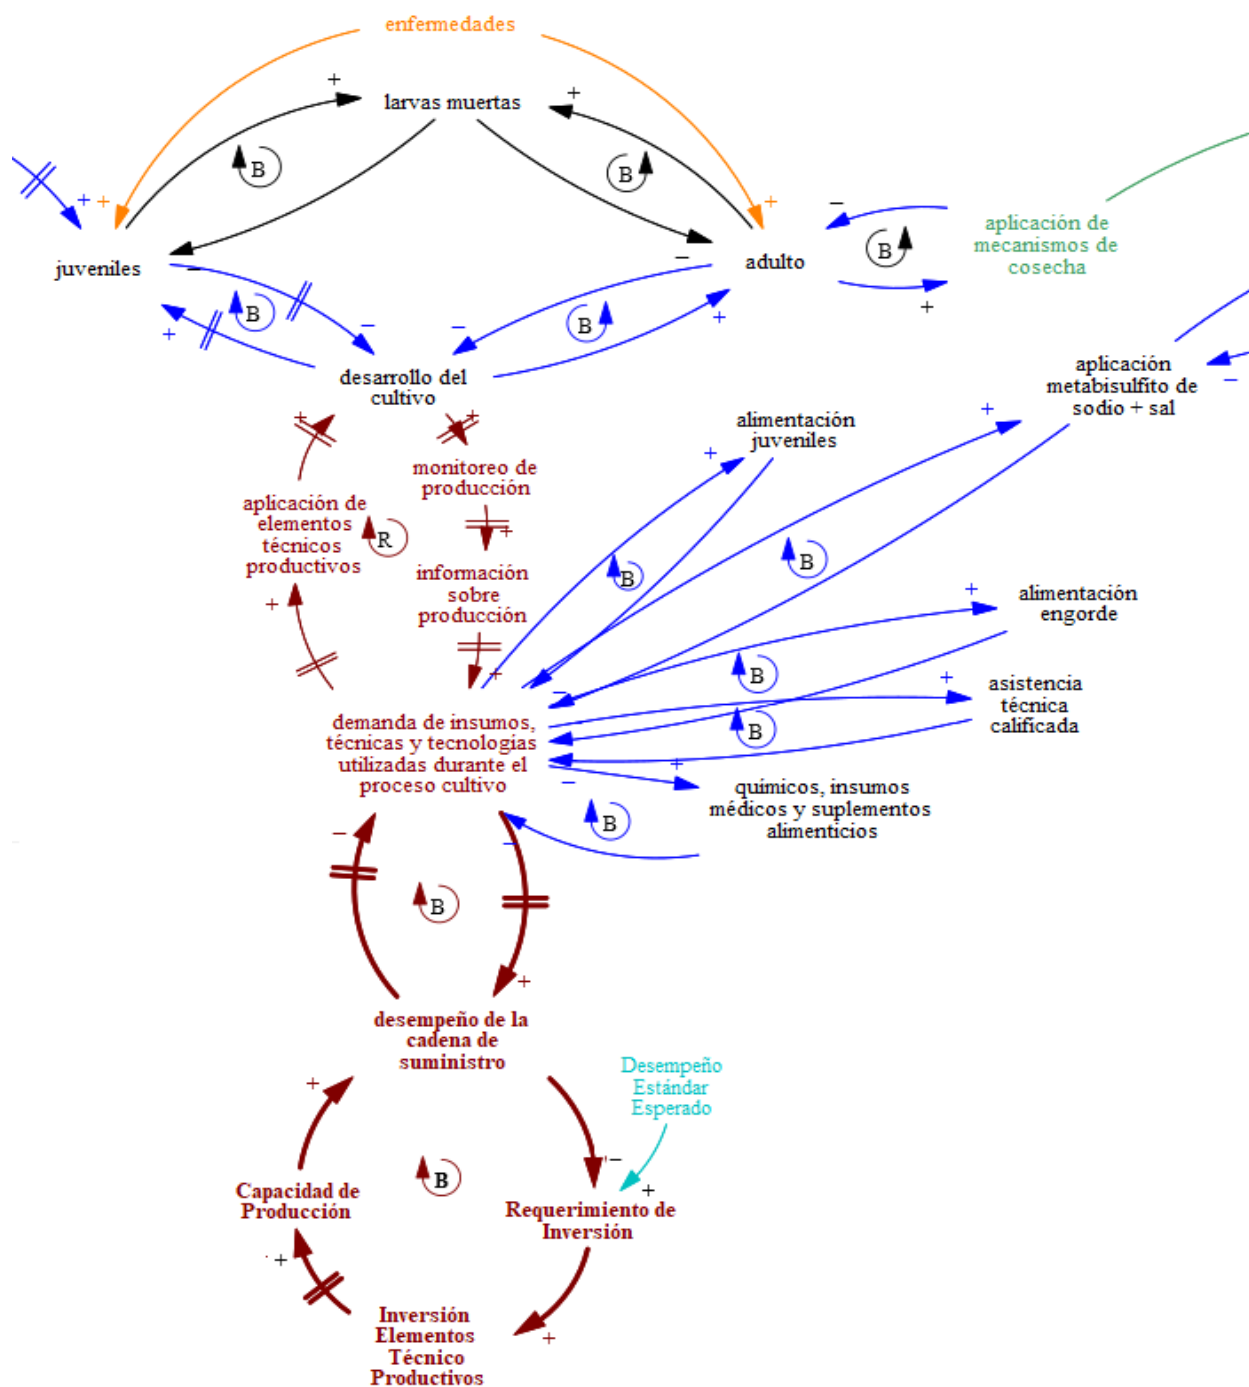 enfermedades
+
+
larvas muertas
B
B
+ +
+
−
aplicación de
mecanismos de
cosecha
juveniles
−
−
adulto
B
+
B
B
+
−
−
+
desarrollo del
cultivo
aplicación
metabisulfito de
sodio + sal
−
+
+
alimentación
juveniles
+
+
monitoreo de
producción
aplicación de
elementos
técnicos
productivos
R
+
B
información
sobre
producción
B
+
+
alimentación
engorde
+
B
−
+
asistencia
técnica
calificada
demanda de insumos,
técnicas y tecnologías
utilizadas durante el
proceso cultivo
B
+
−
químicos, insumos
médicos y suplementos
alimenticios
B
−
−
B
+
desempeño de la
cadena de
suministro
Desempeño
Estándar
Esperado
+
−
+
B
Capacidad de
Producción
Requerimiento de
Inversión
+
+
Inversión
Elementos
Técnico
Productivos